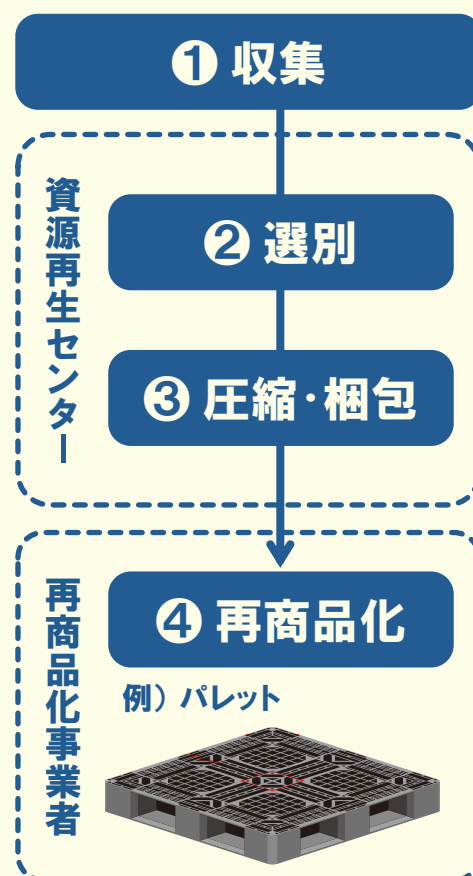 ❶ 収集
資源再生センター
❷ 選別
❸ 圧縮・梱包
再商品化事業者
❹ 再商品化
例）パレット